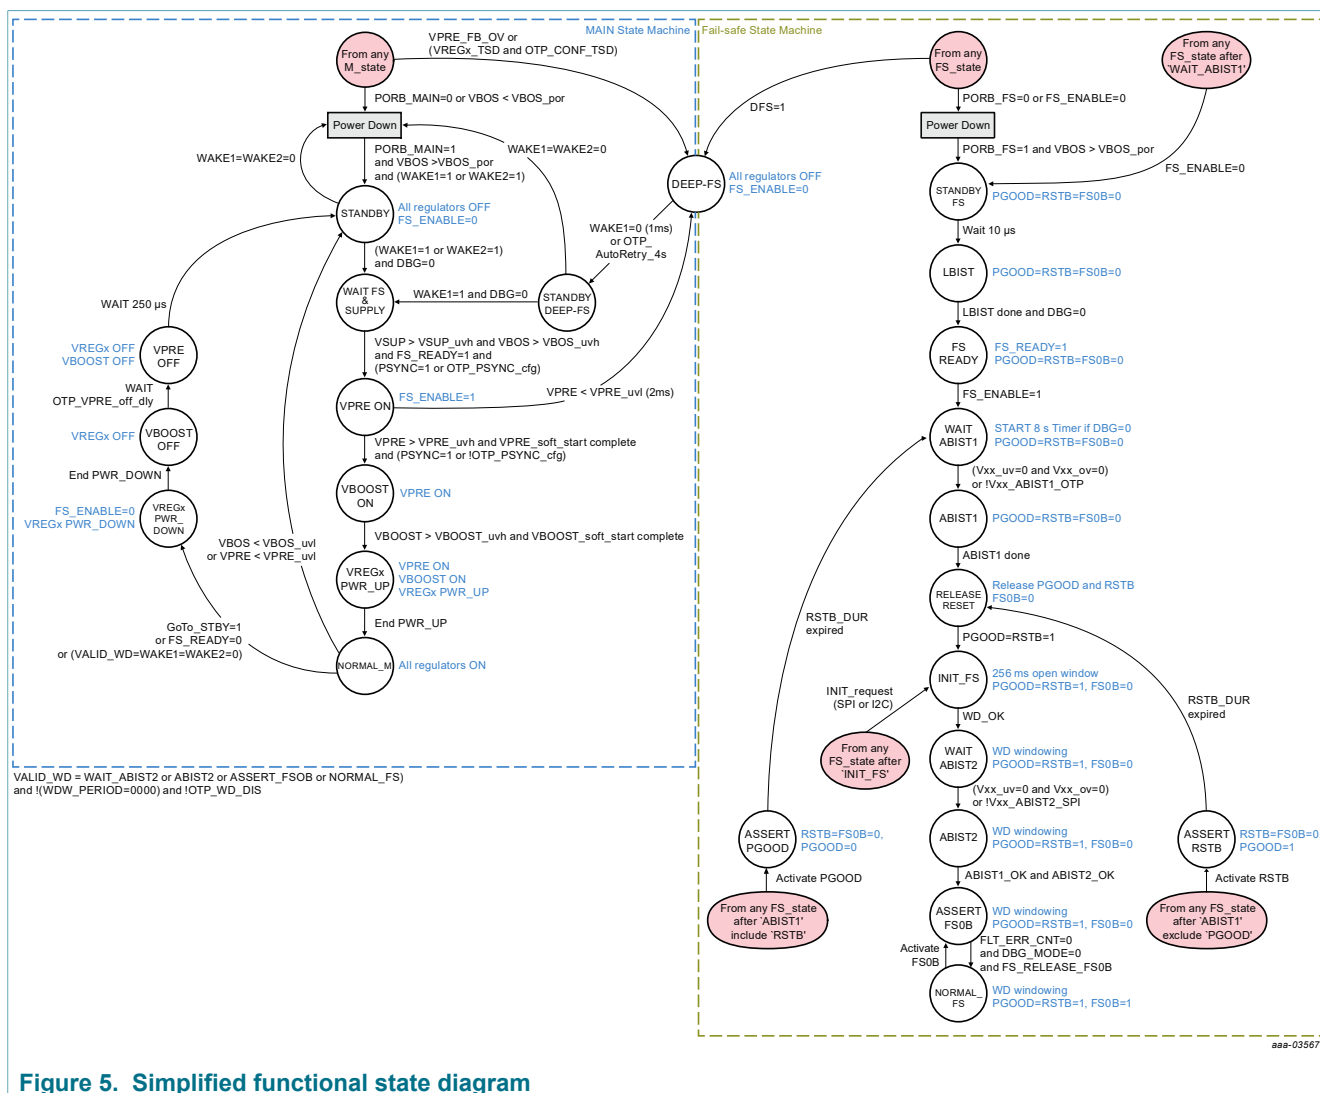 MAIN State Machine
From any
M_state
VPRE_FB_OV or
(VREGx_TSD and OTP_CONF_TSD)
PORB_MAIN=0 or VBOS < VBOS_por
Power Down
WAKE1=WAKE2=0
PORB_MAIN=1
and VBOS >VBOS_por
and (WAKE1=1 or WAKE2=1)
WAKE1=WAKE2=0
STANDBY
All regulators OFF
FS_ENABLE=0
(WAKE1=1 or WAKE2=1)
and DBG=0
WAIT FS
&
SUPPLY
WAKE1=1 and DBG=0
STANDBY
DEEP-FS
WAKE1=0 (1ms)
or OTP_
AutoRetry_4s
DEEP-FS
All regulators OFF
FS_ENABLE=0
DFS=1
WAIT 250 µs
VREGx OFF
VBOOST OFF
VPRE
OFF
WAIT
OTP_VPRE_off_dly
VREGx OFF
VBOOST
OFF
End PWR_DOWN
FS_ENABLE=0
VREGx PWR_DOWN
VREGx
PWR_
DOWN
VSUP > VSUP_uvh and VBOS > VBOS_uvh
and FS_READY=1 and
(PSYNC=1 or OTP_PSYNC_cfg)
VPRE ON
FS_ENABLE=1
VPRE < VPRE_uvl (2ms)
VPRE > VPRE_uvh and VPRE_soft_start complete
and (PSYNC=1 or !OTP_PSYNC_cfg)
VBOOST
ON
VPRE ON
VBOOST > VBOOST_uvh and VBOOST_soft_start complete
VBOS < VBOS_uvl
or VPRE < VPRE_uvl
VREGx
PWR_UP
VPRE ON
VBOOST ON
VREGx PWR_UP
End PWR_UP
GoTo_STBY=1
or FS_READY=0
or (VALID_WD=WAKE1=WAKE2=0)
NORMAL_M
All regulators ON
VALID_WD = WAIT_ABIST2 or ABIST2 or ASSERT_FSOB or NORMAL_FS)
and !(WDW_PERIOD=0000) and !OTP_WD_DIS
Fail-safe State Machine
From any
FS_state
From any
FS_state after
'WAIT_ABIST1'
PORB_FS=0 or FS_ENABLE=0
Power Down
PORB_FS=1 and VBOS > VBOS_por
FS_ENABLE=0
STANDBY
FS
PGOOD=RSTB=FS0B=0
Wait 10 µs
LBIST
PGOOD=RSTB=FS0B=0
LBIST done and DBG=0
FS
READY
FS_READY=1
PGOOD=RSTB=FS0B=0
FS_ENABLE=1
WAIT
ABIST1
START 8 s Timer if DBG=0
PGOOD=RSTB=FS0B=0
(Vxx_uv=0 and Vxx_ov=0)
or !Vxx_ABIST1_OTP
ABIST1
PGOOD=RSTB=FS0B=0
ABIST1 done
RELEASE
RESET
Release PGOOD and RSTB
FS0B=0
PGOOD=RSTB=1
RSTB_DUR
expired
INIT_FS
256 ms open window
PGOOD=RSTB=1, FS0B=0
INIT_request
(SPI or I2C)
RSTB_DUR
expired
WD_OK
From any
FS_state after
'INIT_FS'
WAIT
ABIST2
WD windowing
PGOOD=RSTB=1, FS0B=0
(Vxx_uv=0 and Vxx_ov=0)
or !Vxx_ABIST2_SPI
ASSERT
PGOOD
RSTB=FS0B=0,
PGOOD=0
ABIST2
WD windowing
PGOOD=RSTB=1, FS0B=0
ASSERT
RSTB
RSTB=FS0B=0
PGOOD=1
Activate PGOOD
ABIST1_OK and ABIST2_OK
Activate RSTB
From any FS_state
after 'ABIST1'
include 'RSTB'
ASSERT
FS0B
WD windowing
PGOOD=RSTB=1, FS0B=0
From any FS_state
after 'ABIST1'
exclude 'PGOOD'
Activate
FS0B
FLT_ERR_CNT=0
and DBG_MODE=0
and FS_RELEASE_FS0B
NORMAL_
FS
WD windowing
PGOOD=RSTB=1, FS0B=1
aaa-03567
Figure 5. Simplified functional state diagram